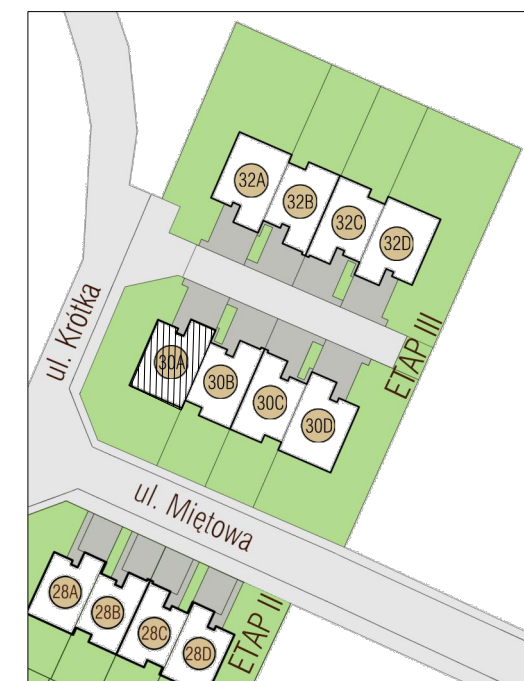 32A
32B
32C
32D
ul. Krótka
ETAP III
30A
30B
30C
30D
ul. Miętowa
28A
28B
28C
28D
ETAP II